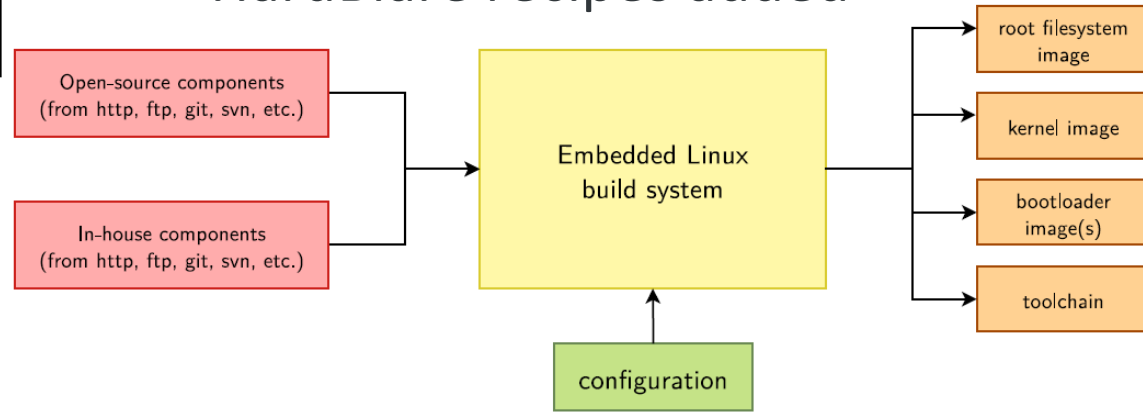 Open-source components
(from http, ftp, git, svn, etc.)
In-house components
(from http, ftp, git, svn, etc.)
Embedded Linux
build system
configuration
root filesystem
image
kernel image
bootloader
image(s)
toolchain